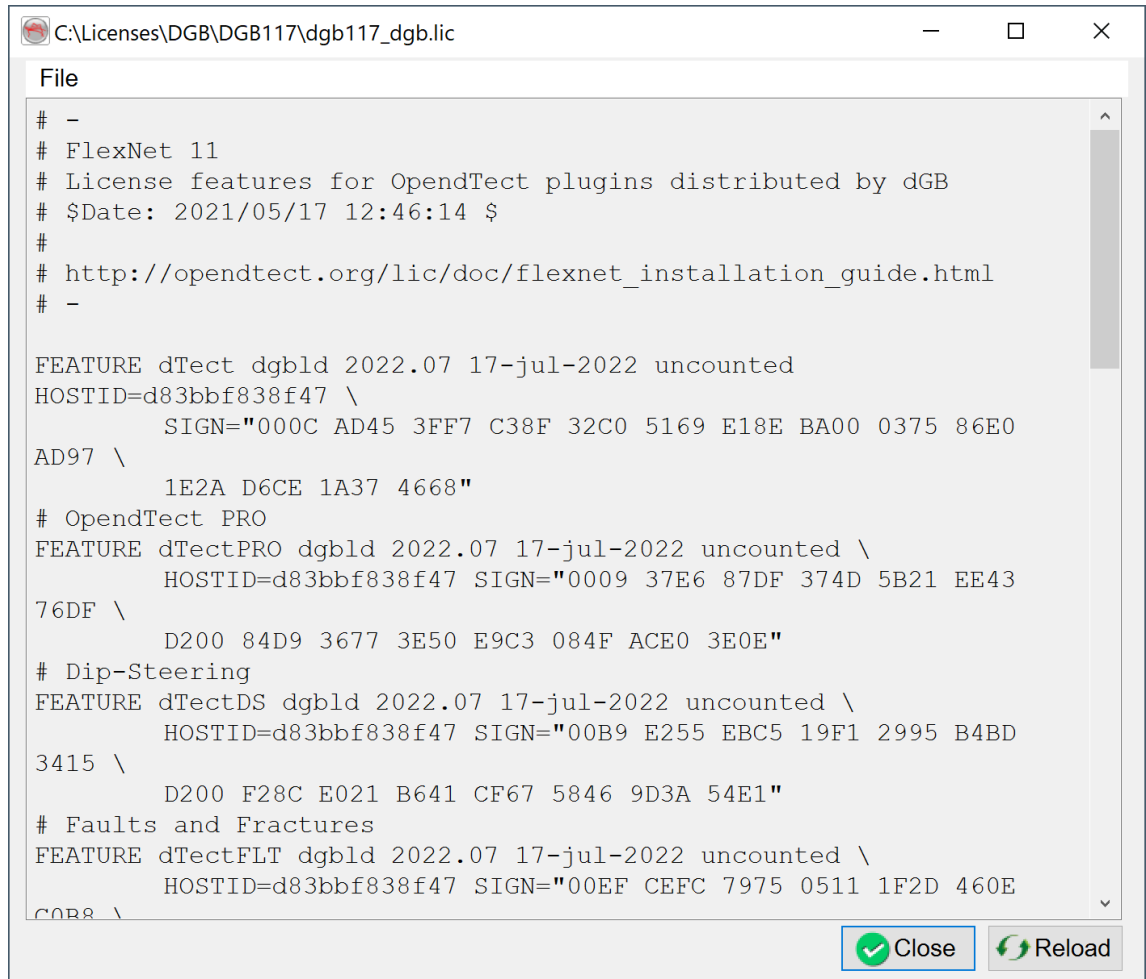 C:\Licenses\DGB\DGB117\dgb117_dgb.lic
File
# -
# FlexNet 11
# License features for OpendTect plugins distributed by dGB
# $Date: 2021/05/17 12:46:14 $
#
# http://opendtect.org/lic/doc/flexnet_installation_guide.html
# -
FEATURE dTect dgbld 2022.07 17-jul-2022 uncounted
HOSTID=d83bbf838f47 \
SIGN="000C AD45 3FF7 C38F 32C0 5169 E18E BA00 0375 86E0
AD97 \
1E2A D6CE 1A37 4668"
# OpendTect PRO
FEATURE dTectPRO dgbld 2022.07 17-jul-2022 uncounted \
HOSTID=d83bbf838f47 SIGN="0009 37E6 87DF 374D 5B21 EE43
76DF \
D200 84D9 3677 3E50 E9C3 084F ACE0 3E0E"
# Dip-Steering
FEATURE dTectDS dgbld 2022.07 17-jul-2022 uncounted \
HOSTID=d83bbf838f47 SIGN="00B9 E255 EBC5 19F1 2995 B4BD
3415 \
D200 F28C E021 B641 CF67 5846 9D3A 54E1"
# Faults and Fractures
FEATURE dTectFLT dgbld 2022.07 17-jul-2022 uncounted \
HOSTID=d83bbf838f47 SIGN="00EF CEFC 7975 0511 1F2D 460E
C0B8 \
Close
Reload